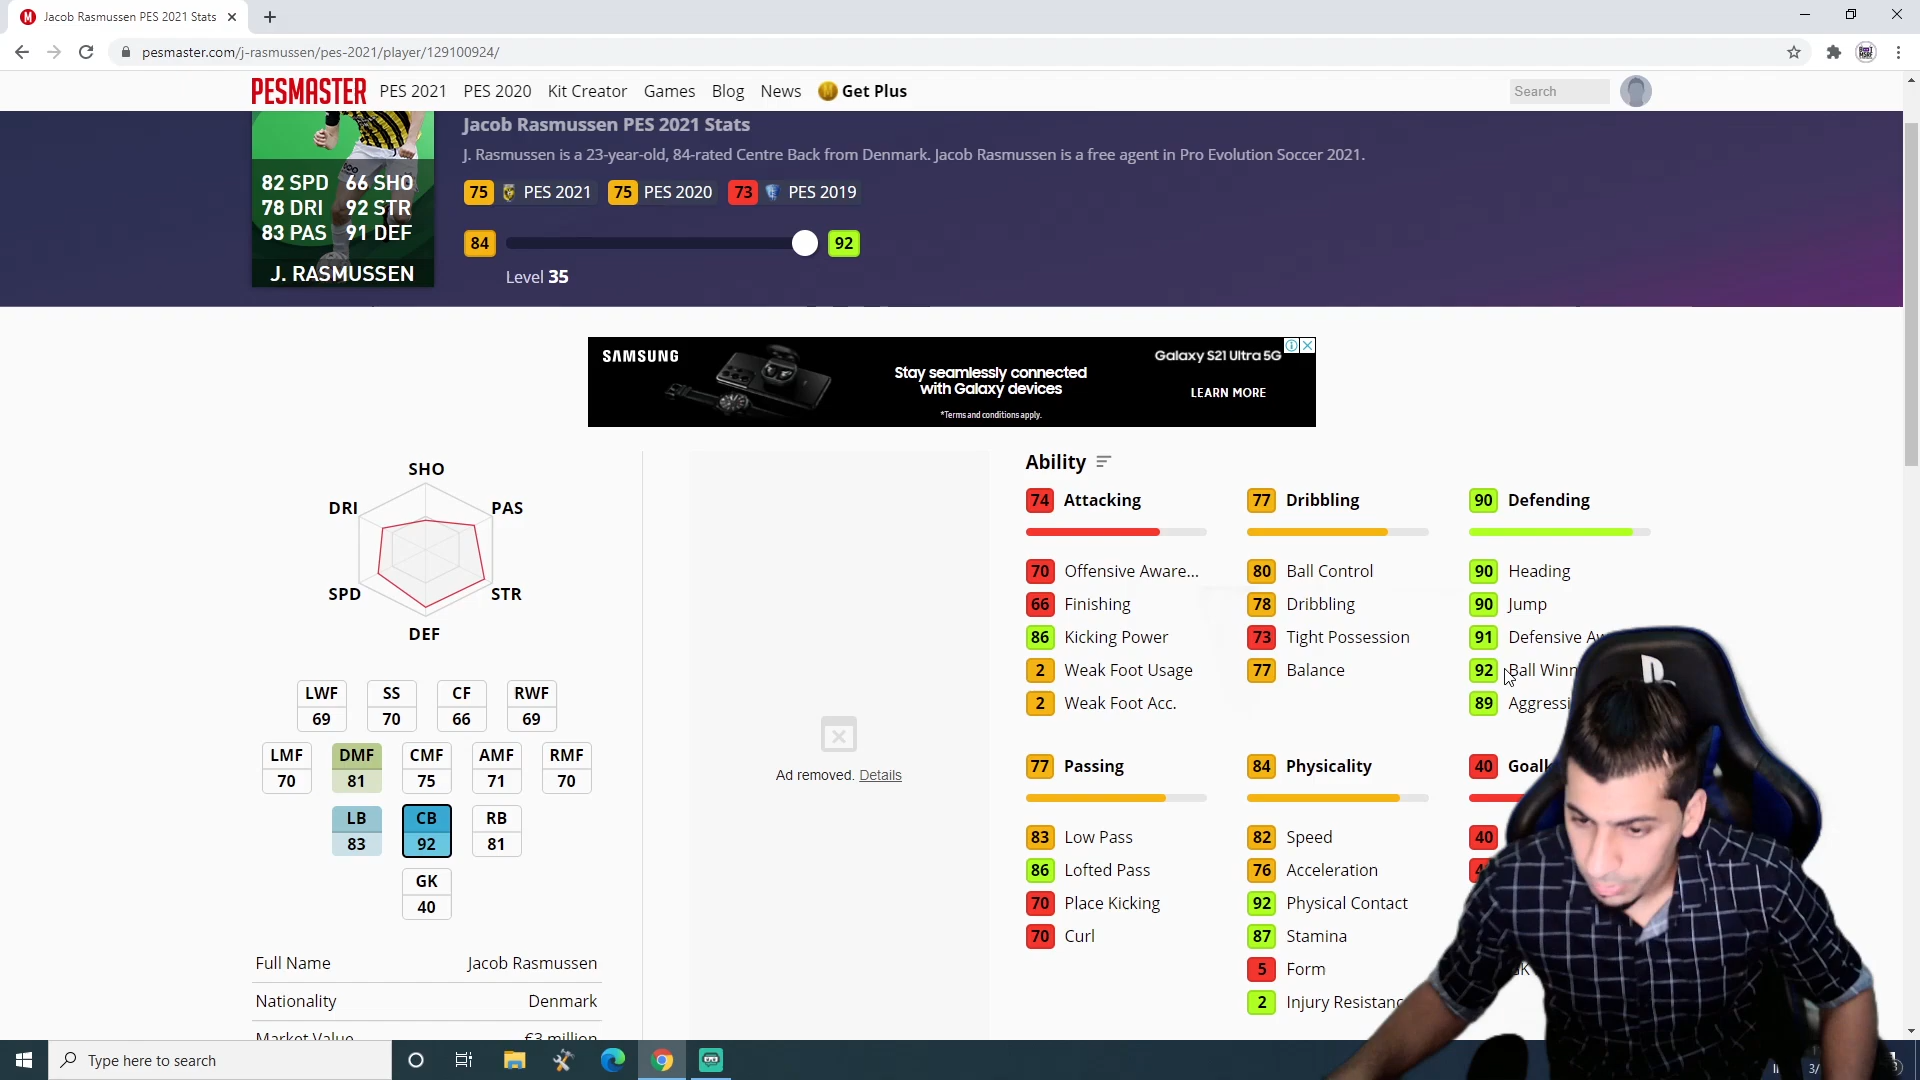 Jacob Rasmussen PES 2021 Stats
pesmaster.com/j-rasmussen/pes-2021/player/129100924/
PESMASTER PES 2021 PES 2020 Kit Creator Games Blog News Get Plus Search
Jacob Rasmussen PES 2021 Stats
J. Rasmussen is a 23-year-old, 84-rated Centre Back from Denmark. Jacob Rasmussen is a free agent in Pro Evolution Soccer 2021.
82 SPD 66 SHO
78 DRI 92 STR
83 PAS 91 DEF
J. RASMUSSEN
75 PES 2021 75 PES 2020 73 PES 2019
84 92
Level 35
SAMSUNG
Stay seamlessly connected
with Galaxy devices
*Terms and conditions apply.
Galaxy S21 Ultra 5G
LEARN MORE
SHO
DRI PAS
SPD STR
DEF
LWF SS CF RWF
69 70 66 69
LMF DMF CMF AMF RMF
70 81 75 71 70
LB CB RB
83 92 81
GK
40
Full Name Jacob Rasmussen
Nationality Denmark
Market Value €3 million
Ad removed. Details
Ability
74 Attacking
70 Offensive Aware...
66 Finishing
86 Kicking Power
2 Weak Foot Usage
2 Weak Foot Acc.
77 Dribbling
80 Ball Control
78 Dribbling
73 Tight Possession
77 Balance
90 Defending
90 Heading
90 Jump
91 Defensive Aw
92 Ball Winn
89 Aggressi
77 Passing
83 Low Pass
86 Lofted Pass
70 Place Kicking
70 Curl
84 Physicality
82 Speed
76 Acceleration
92 Physical Contact
87 Stamina
5 Form
2 Injury Resistanc
40 Goalk
40
Type here to search